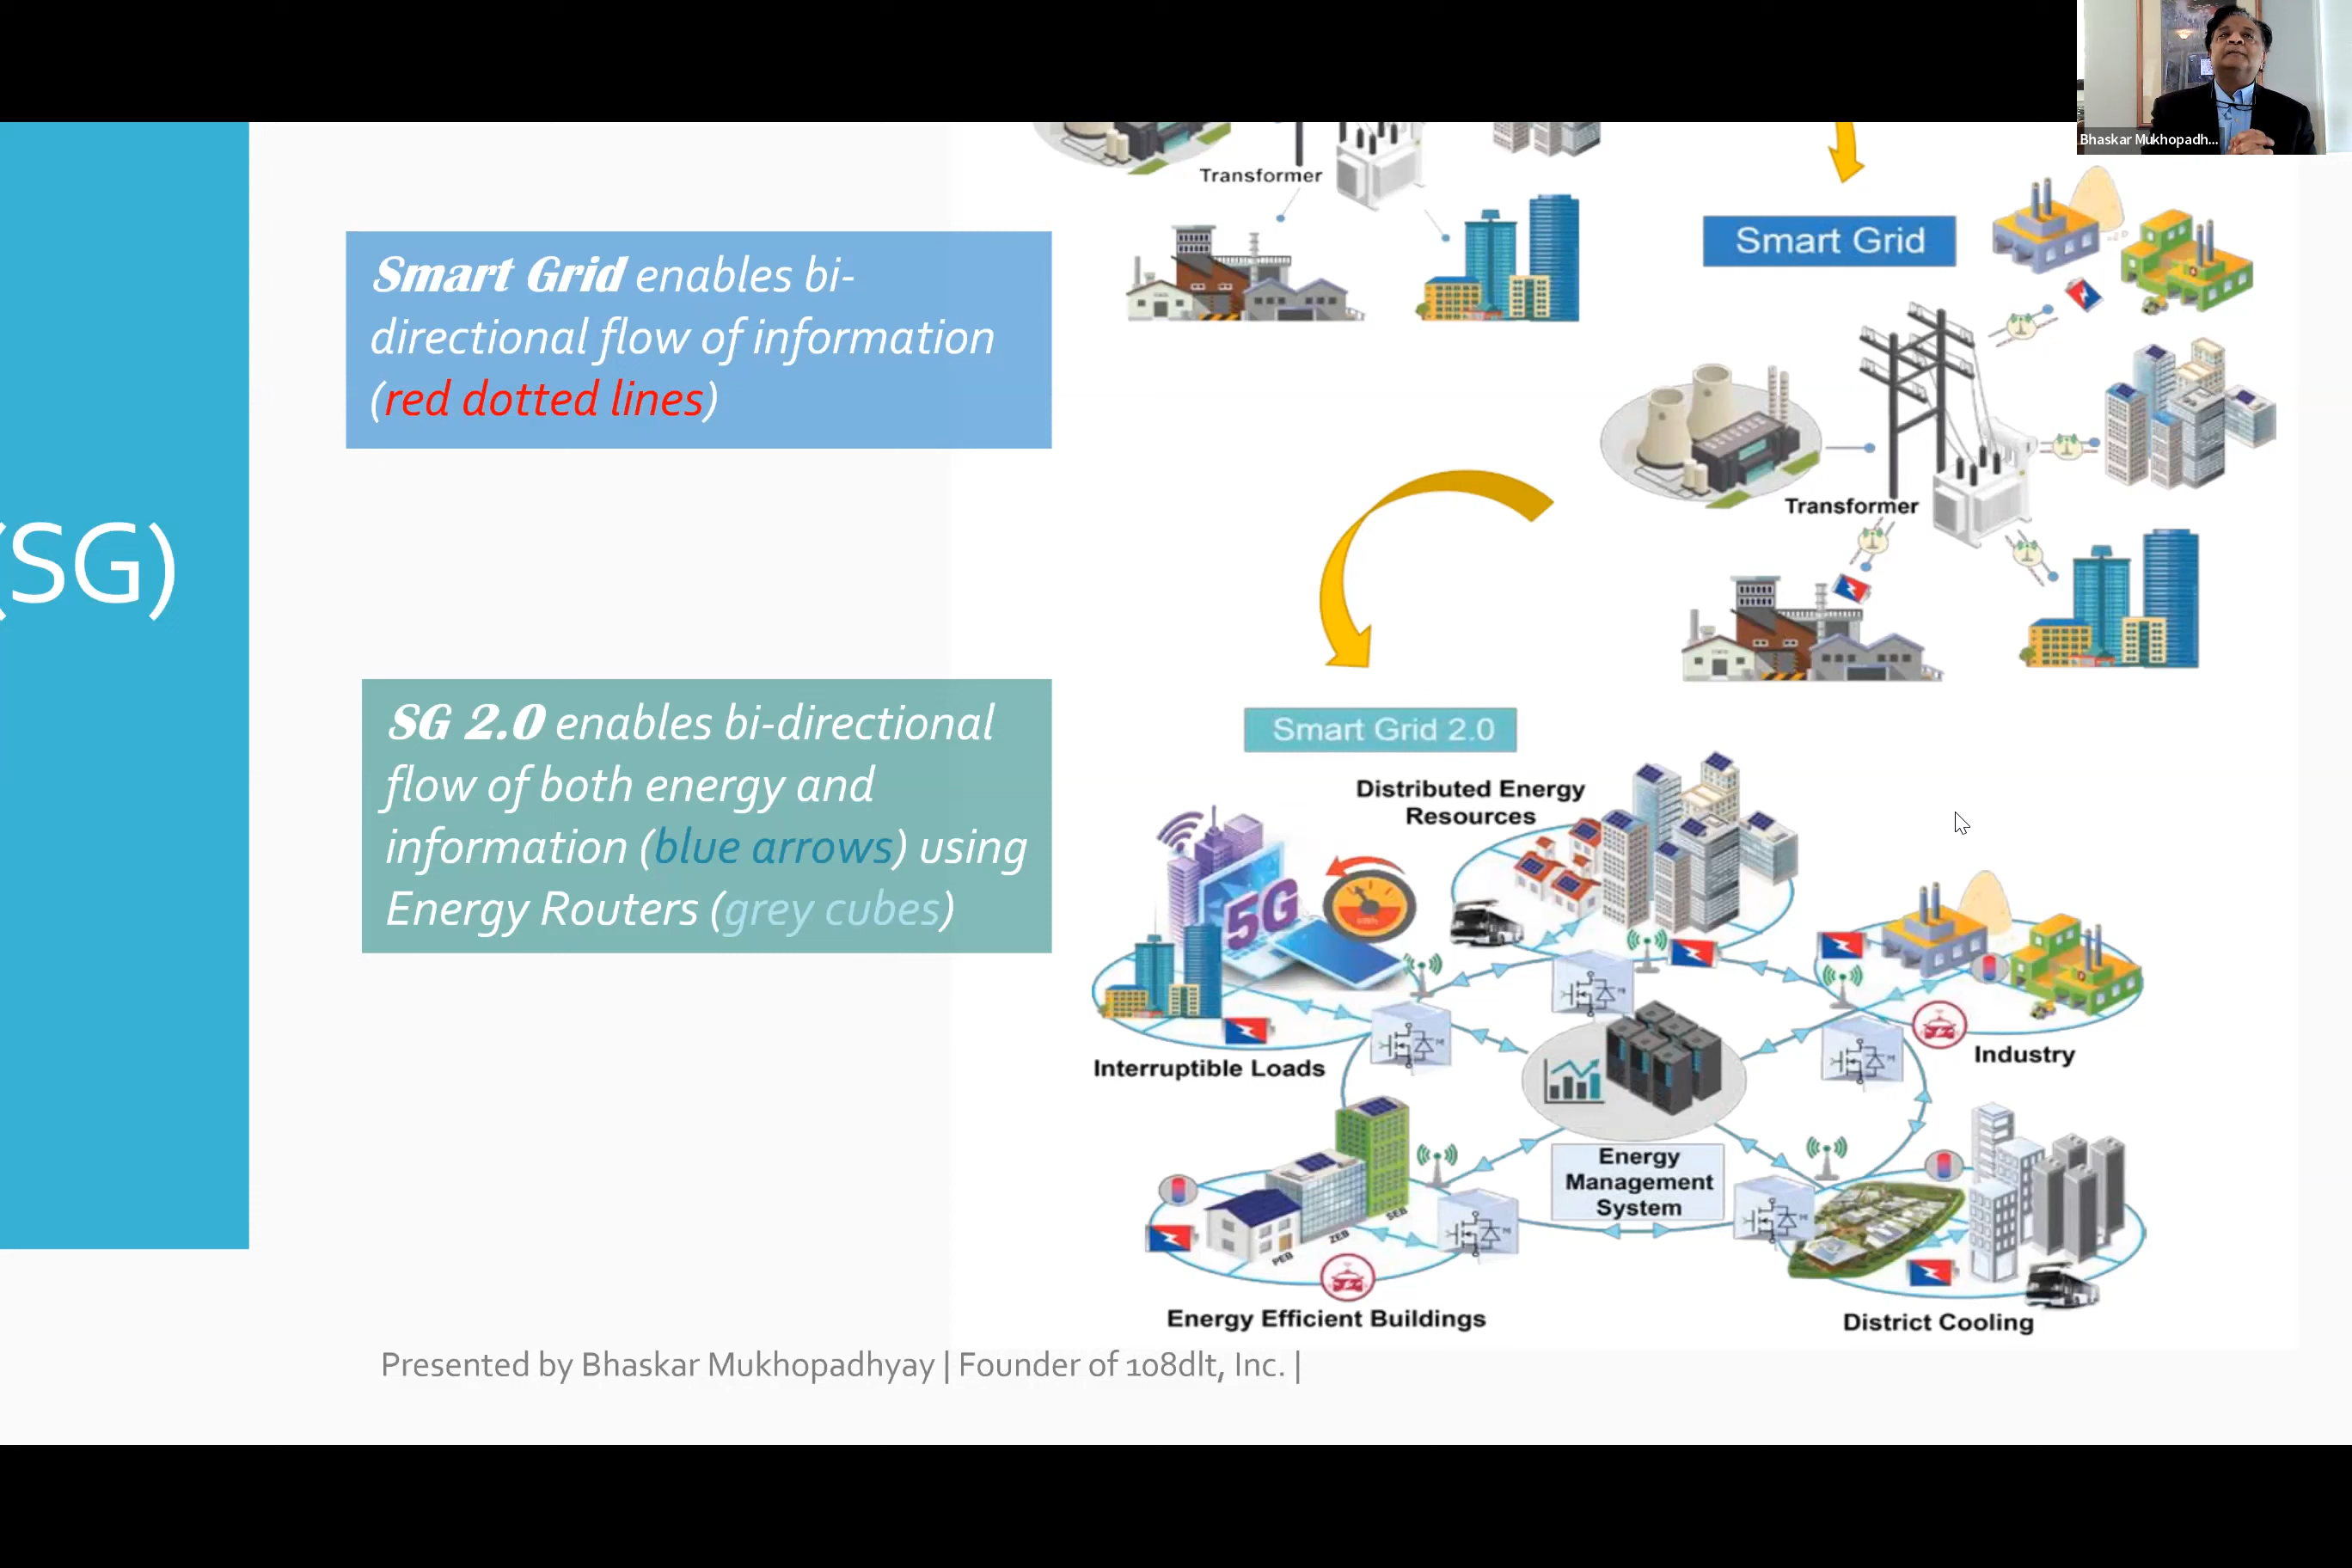 Bhaskar Mukhopadh...
(SG)
Smart Grid enables bi-
directional flow of information
(red dotted lines)
SG 2.0 enables bi-directional
flow of both energy and
information (blue arrows) using
Energy Routers (grey cubes)
Transformer
Smart Grid
Transformer
Smart Grid 2.0
Distributed Energy
Resources
5G
Interruptible Loads
Industry
Energy
Management
System
PEB
ZEB
SEB
Energy Efficient Buildings
District Cooling
Presented by Bhaskar Mukhopadhyay | Founder of 108dlt, Inc. |